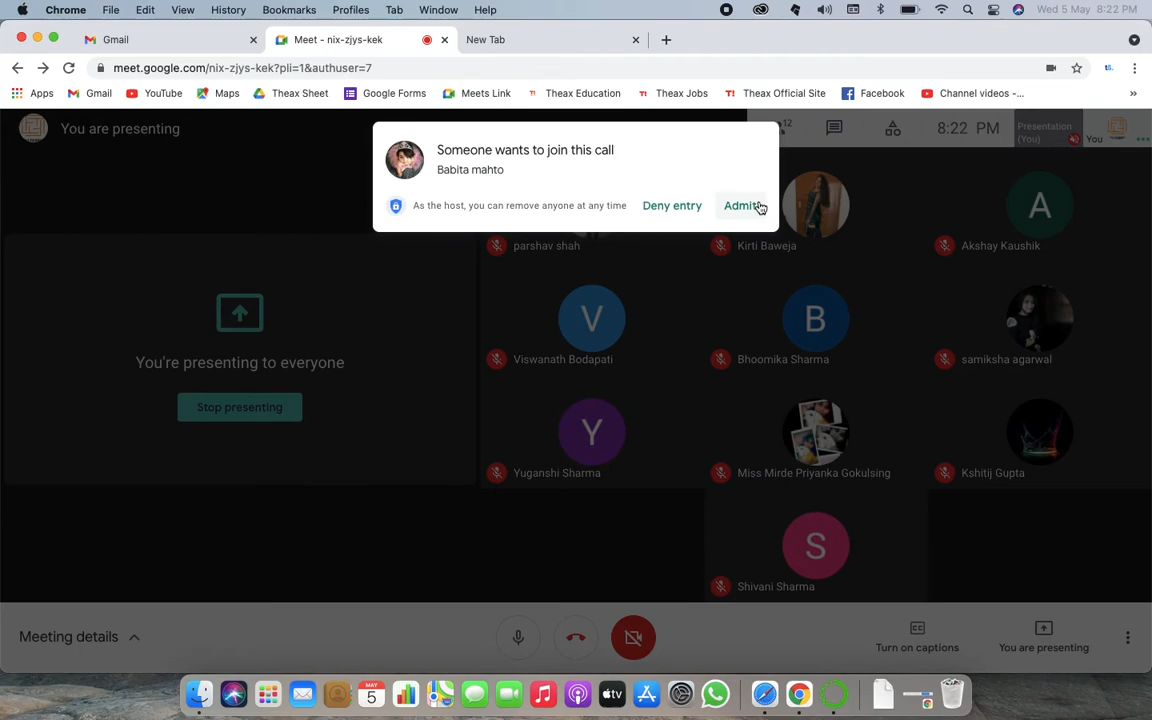 Chrome File Edit View History Bookmarks Profiles Tab Window Help Wed 5 May 8:22 PM
Gmail Meet - nix-zjys-kek New Tab
meet.google.com/nix-zjys-kek?pli=1&authuser=7
Apps Gmail YouTube Maps Theax Sheet Google Forms Meets Link Theax Education Theax Jobs Theax Official Site Facebook Channel videos -...
You are presenting
12 8:22 PM Presentation (You) You
Someone wants to join this call
Babita mahto
As the host, you can remove anyone at any time Deny entry Admit
parshav shah Kirti Baweja A Akshay Kaushik
You're presenting to everyone
Stop presenting
V Viswanath Bodapati B Bhoomika Sharma samiksha agarwal
Y Yuganshi Sharma Miss Mirde Priyanka Gokulsing Kshitij Gupta
S Shivani Sharma
Meeting details CC Turn on captions You are presenting
MAY 5 tv